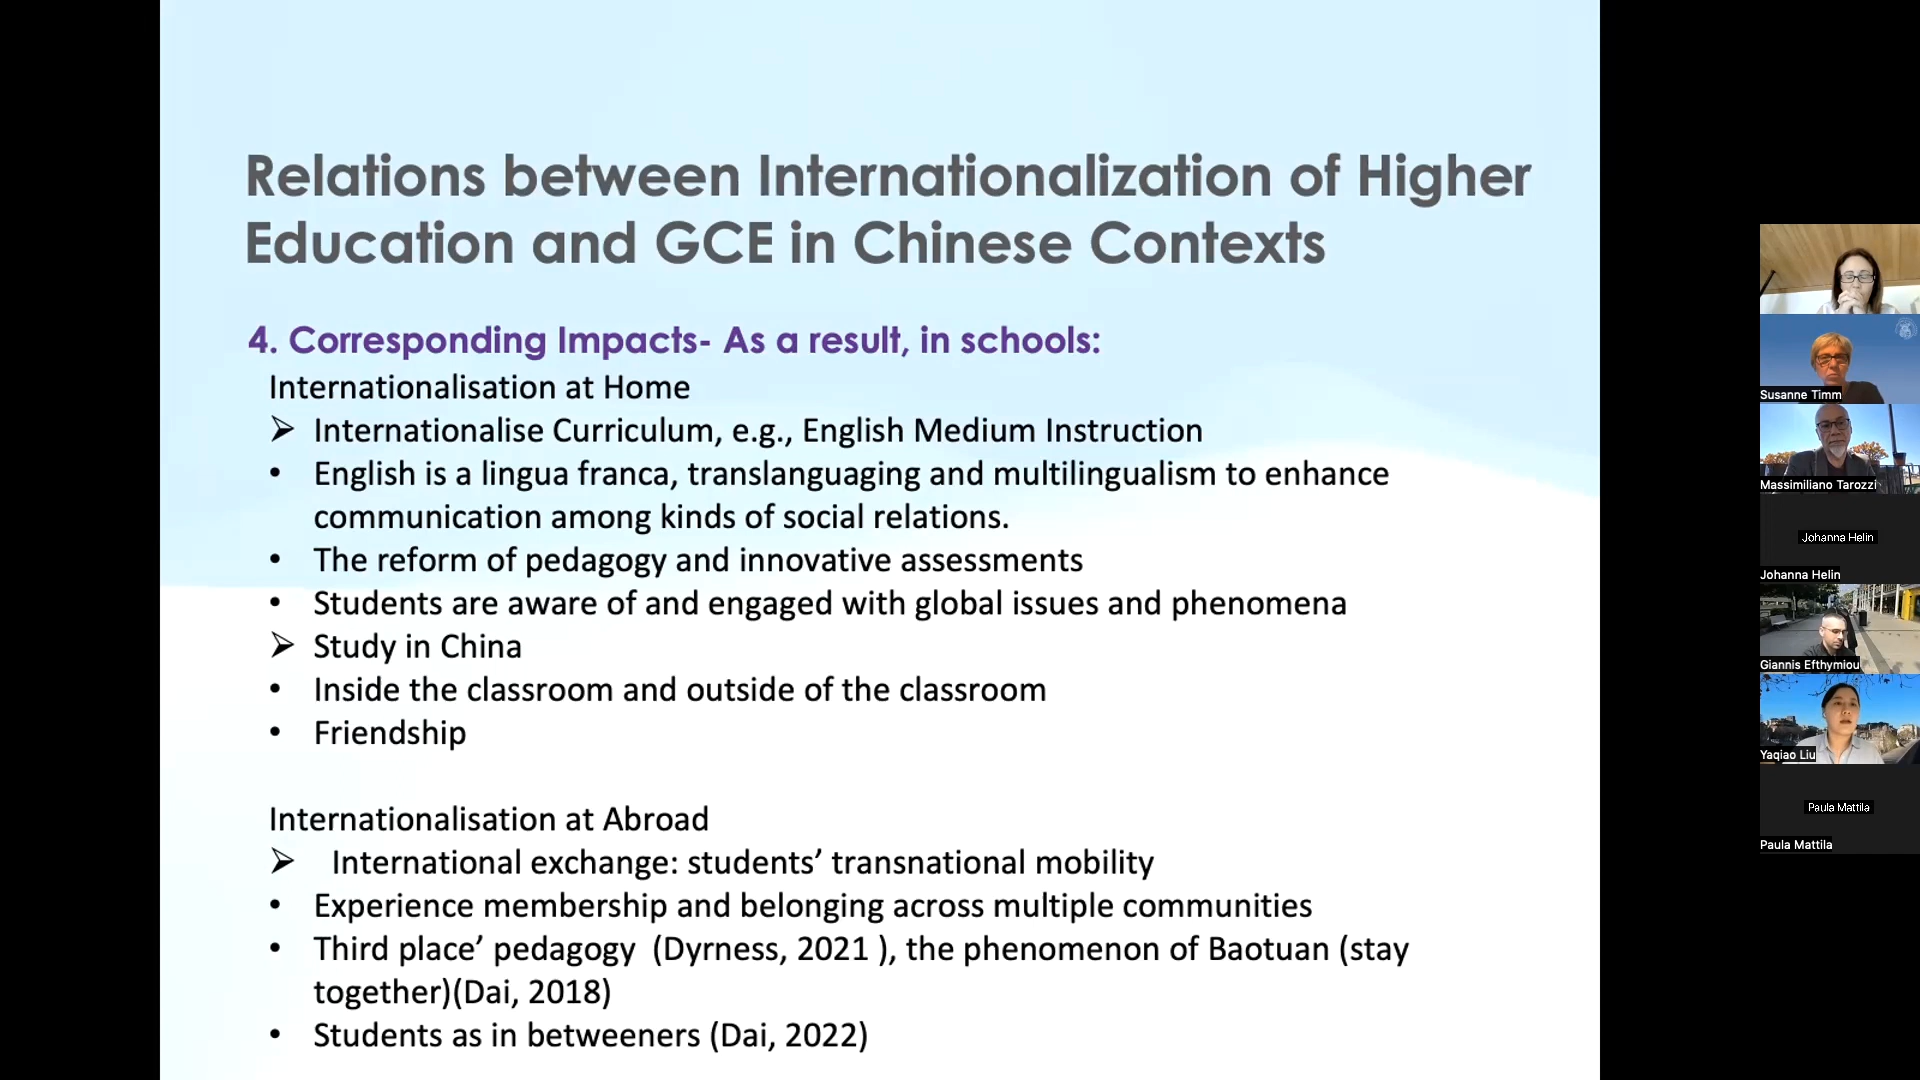 Relations between Internationalization of Higher
Education and GCE in Chinese Contexts
4. Corresponding Impacts- As a result, in schools:
Internationalisation at Home
➢ Internationalise Curriculum, e.g., English Medium Instruction
• English is a lingua franca, translanguaging and multilingualism to enhance
communication among kinds of social relations.
• The reform of pedagogy and innovative assessments
• Students are aware of and engaged with global issues and phenomena
➢ Study in China
• Inside the classroom and outside of the classroom
• Friendship
Internationalisation at Abroad
➢ International exchange: students’ transnational mobility
• Experience membership and belonging across multiple communities
• Third place’ pedagogy (Dyrness, 2021 ), the phenomenon of Baotuan (stay
together)(Dai, 2018)
• Students as in betweeners (Dai, 2022)
Susanne Timm
Massimiliano Tarozzi
Johanna Helin
Johanna Helin
Giannis Efthymiou
Yaqiao Liu
Paula Mattila
Paula Mattila